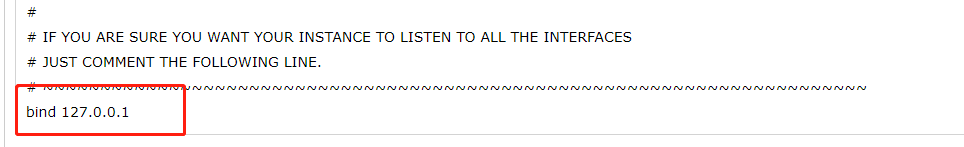 #
# IF YOU ARE SURE YOU WANT YOUR INSTANCE TO LISTEN TO ALL THE INTERFACES
# JUST COMMENT THE FOLLOWING LINE.
# ~~~~~~~~~~~~~~~~~~~~~~~~~~~~~~~~~~~~~~~~~~~~~~~~~~~~~~~~~~~~~~~~~~~~~~~~
bind 127.0.0.1